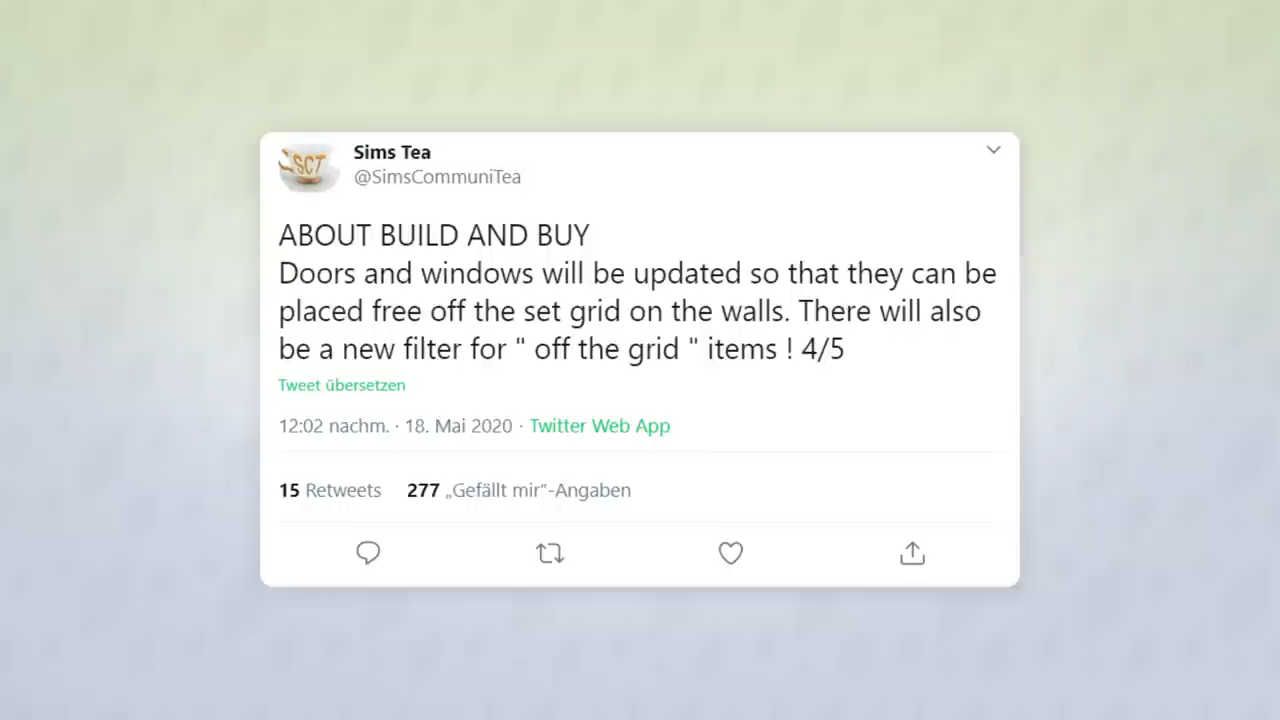 SCT
Sims Tea
@SimsCommuniTea
ABOUT BUILD AND BUY
Doors and windows will be updated so that they can be
placed free off the set grid on the walls. There will also
be a new filter for " off the grid " items ! 4/5
Tweet übersetzen
12:02 nachm. · 18. Mai 2020 · Twitter Web App
15 Retweets 277 „Gefällt mir“-Angaben